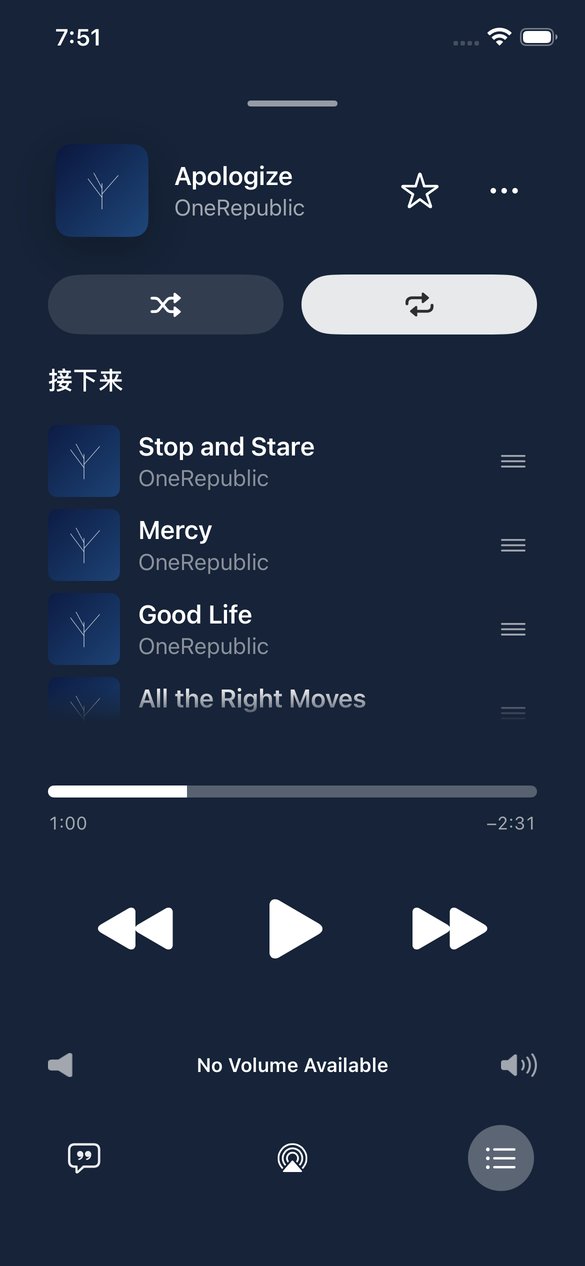 7:51
Apologize
OneRepublic
接下来
Stop and Stare
OneRepublic
Mercy
OneRepublic
Good Life
OneRepublic
All the Right Moves
1:00
−2:31
No Volume Available